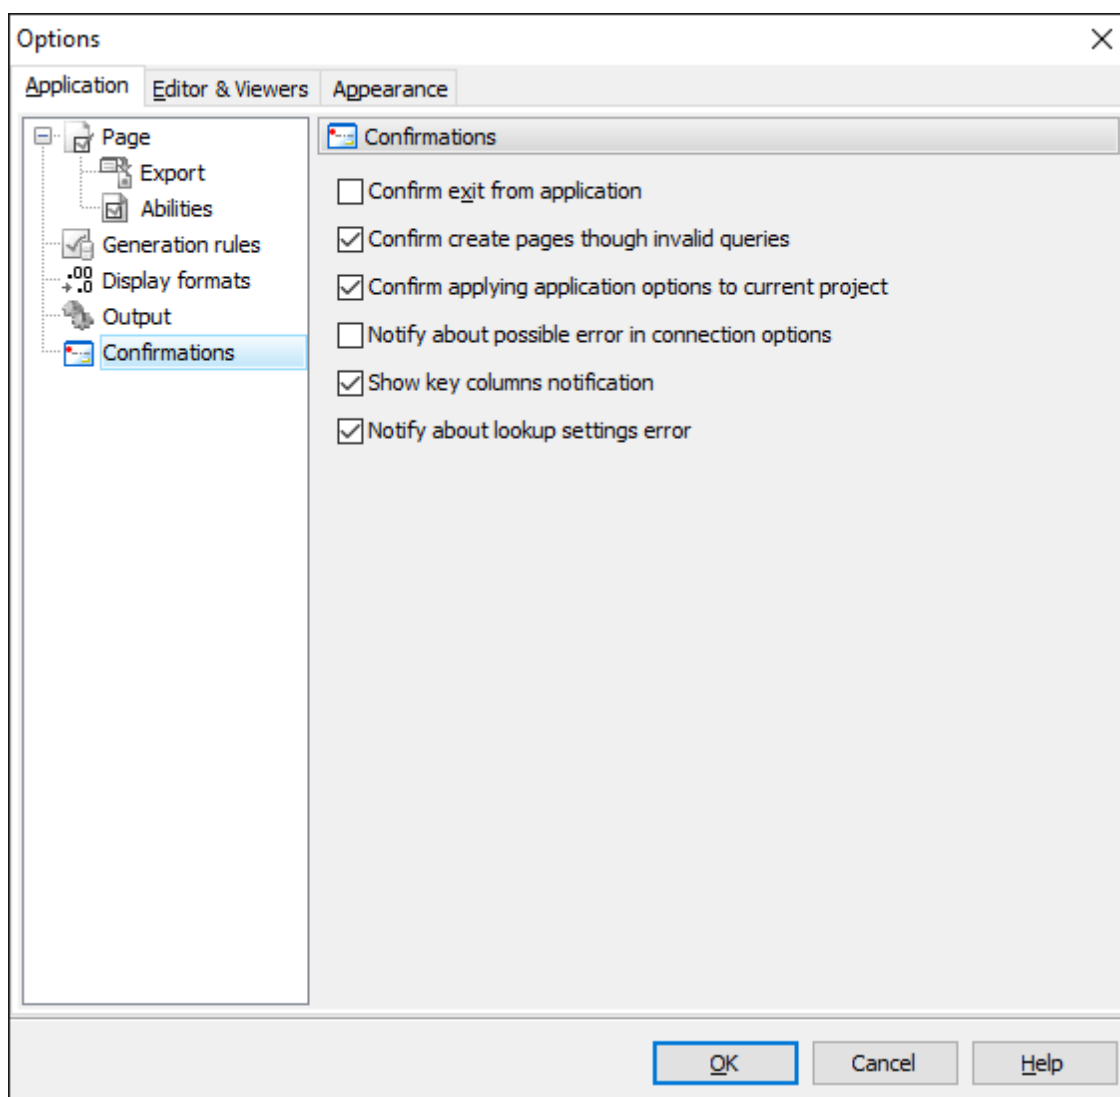 Options
Application Editor & Viewers Appearance
Page
Export
Abilities
Generation rules
Display formats
Output
Confirmations
Confirmations
Confirm exit from application
Confirm create pages though invalid queries
Confirm applying application options to current project
Notify about possible error in connection options
Show key columns notification
Notify about lookup settings error
OK Cancel Help